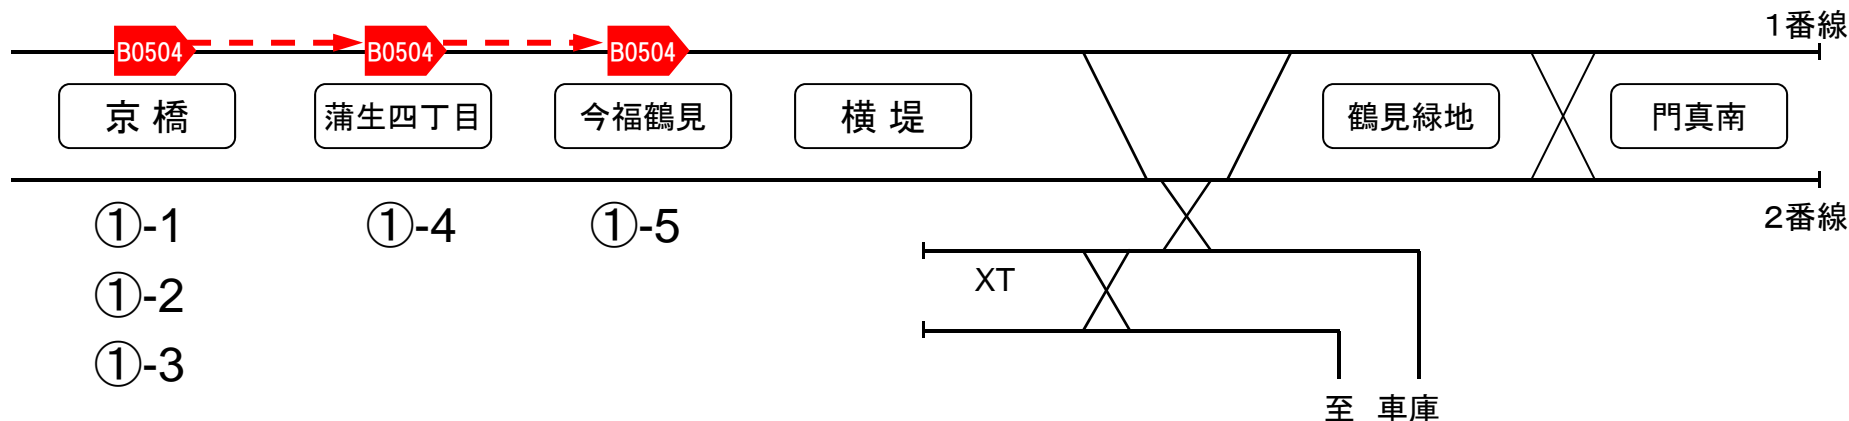 1番線
B0504 B0504 B0504
京橋 蒲生四丁目 今福鶴見 横堤 鶴見緑地 門真南
2番線
①-1 ①-4 ①-5
①-2
XT
①-3
至 車庫